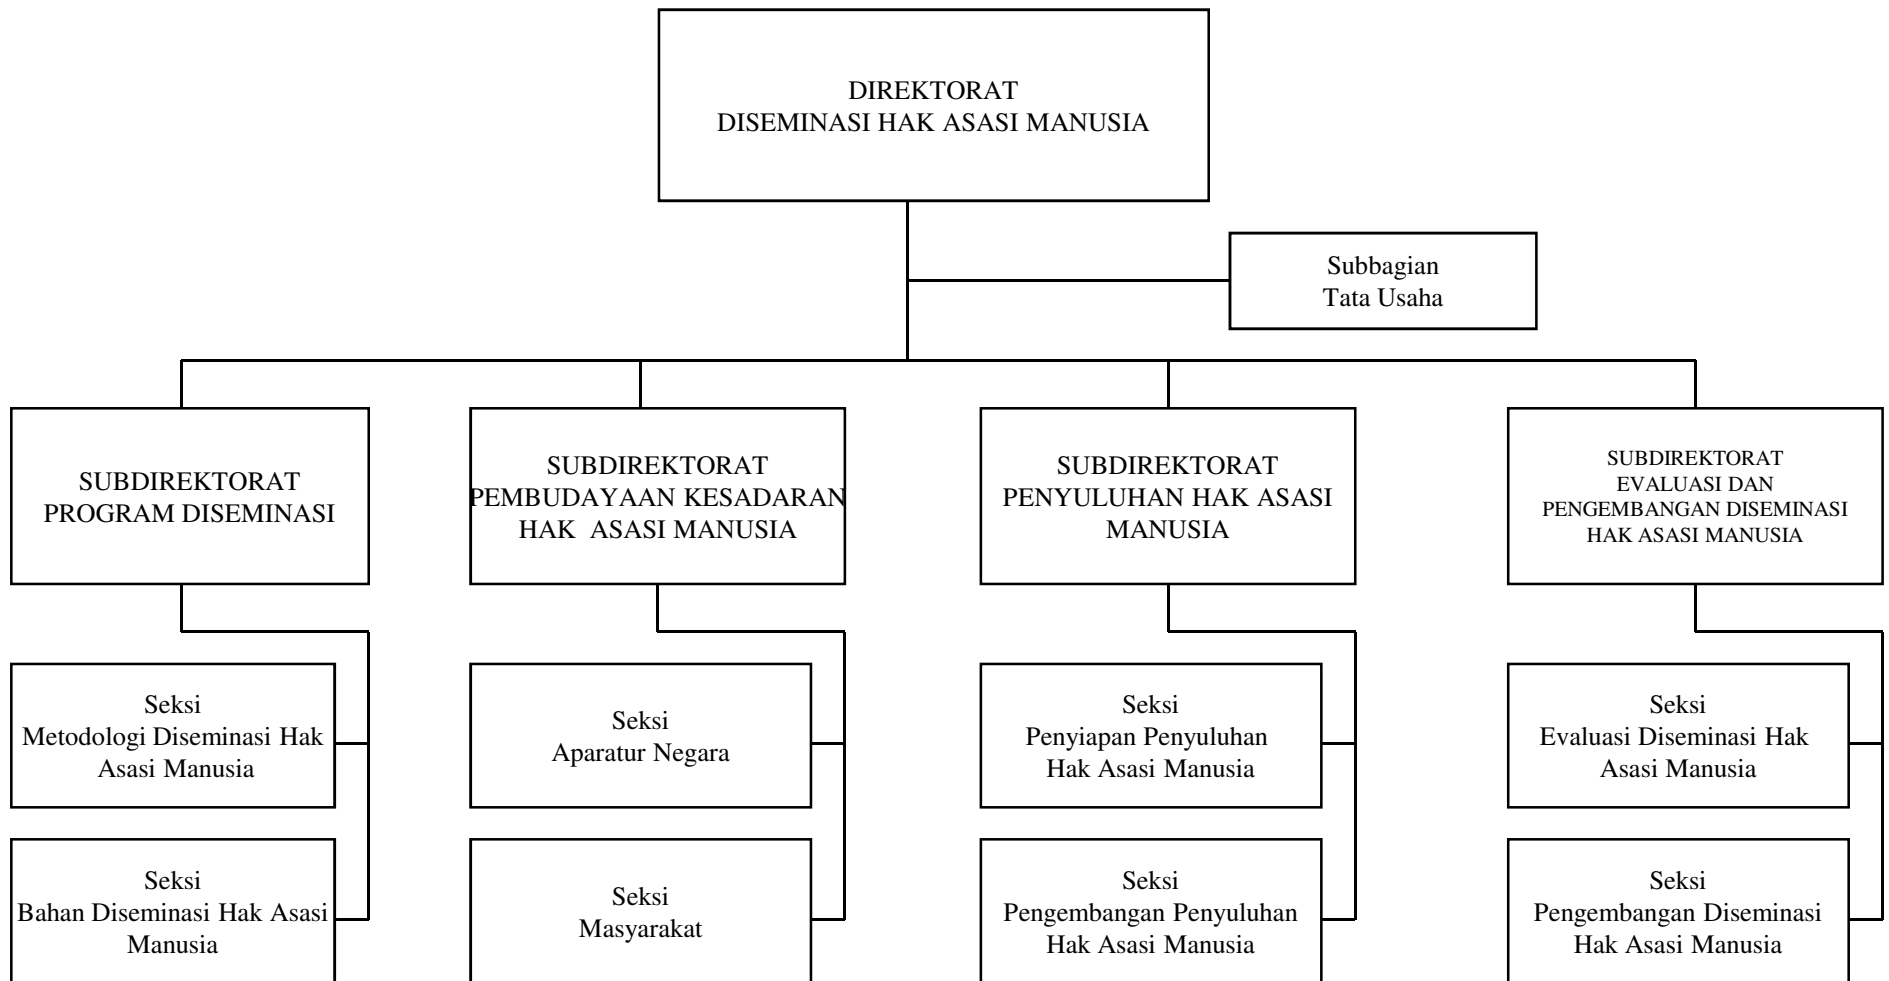 DIREKTORAT
DISEMINASI HAK ASASI MANUSIA
Subbagian
Tata Usaha
SUBDIREKTORAT
PROGRAM DISEMINASI
SUBDIREKTORAT
PEMBUDAYAAN KESADARAN
HAK ASASI MANUSIA
SUBDIREKTORAT
PENYULUHAN HAK ASASI
MANUSIA
SUBDIREKTORAT
EVALUASI DAN
PENGEMBANGAN DISEMINASI
HAK ASASI MANUSIA
Seksi
Metodologi Diseminasi Hak
Asasi Manusia
Seksi
Aparatur Negara
Seksi
Penyiapan Penyuluhan
Hak Asasi Manusia
Seksi
Evaluasi Diseminasi Hak
Asasi Manusia
Seksi
Bahan Diseminasi Hak Asasi
Manusia
Seksi
Masyarakat
Seksi
Pengembangan Penyuluhan
Hak Asasi Manusia
Seksi
Pengembangan Diseminasi
Hak Asasi Manusia